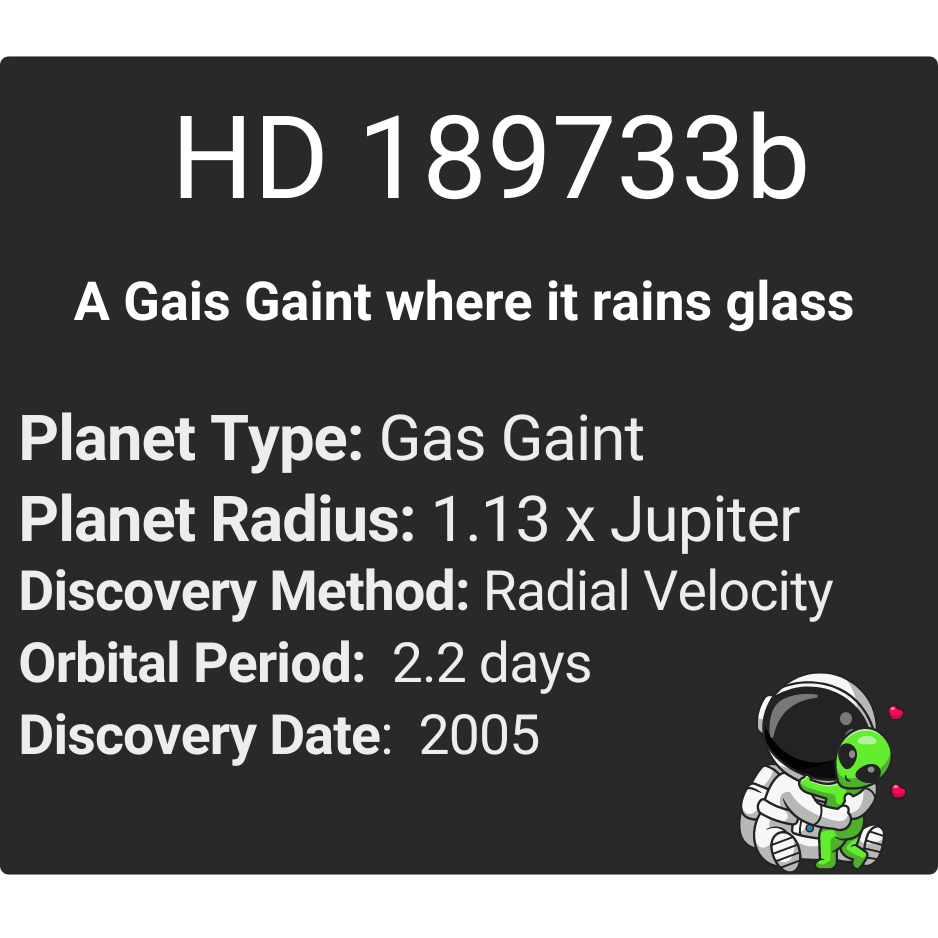 HD 189733b
A Gais Gaint where it rains glass
Planet Type: Gas Gaint
Planet Radius: 1.13 x Jupiter
Discovery Method: Radial Velocity
Orbital Period: 2.2 days
Discovery Date: 2005